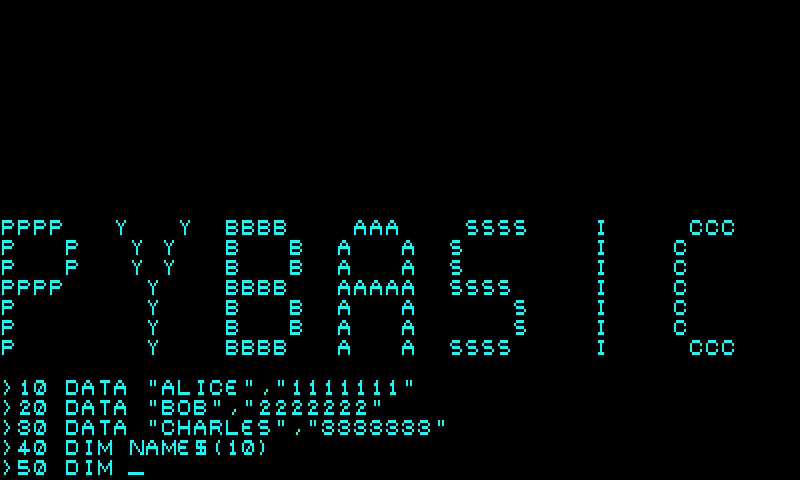 PPPP   Y   Y  BBBB    AAA    SSSS    I     CCC
P   P   Y Y   B   B  A   A  S        I    C
P   P   Y Y   B   B  A   A  S        I    C
PPPP     Y    BBBB   AAAAA  SSSS     I    C
P        Y    B   B  A   A      S    I    C
P        Y    B   B  A   A      S    I    C
P        Y    BBBB   A   A  SSSS     I     CCC
>10 DATA "ALICE","1111111"
>20 DATA "BOB","2222222"
>30 DATA "CHARLES","3333333"
>40 DIM NAME$(10)
>50 DIM _